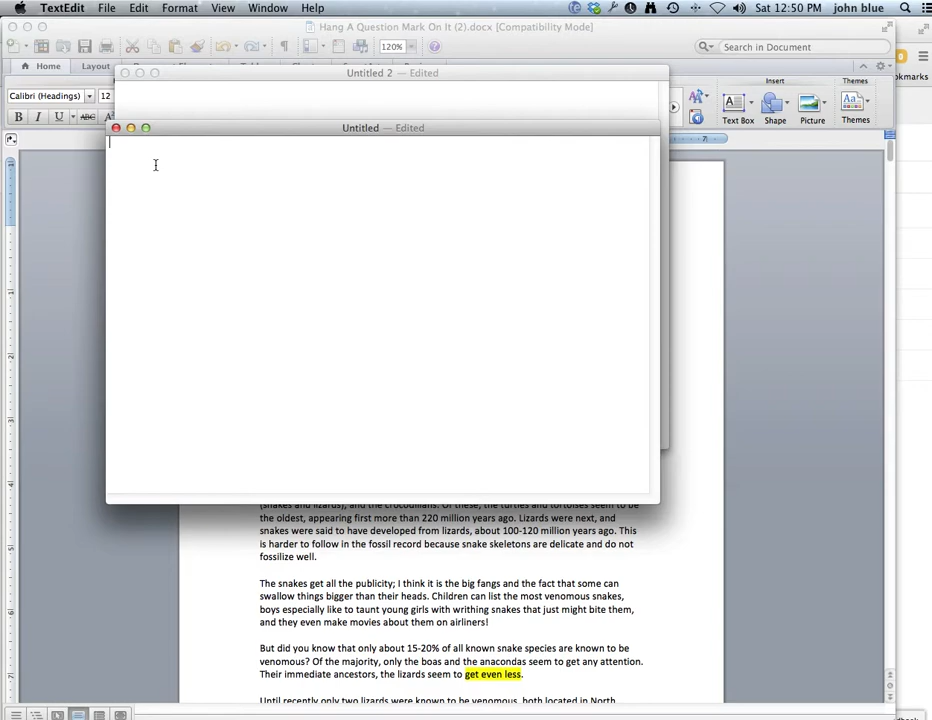 TextEdit File Edit Format View Window Help Sat 12:50 PM john blue
Hang A Question Mark On It (2).docx [Compatibility Mode]
120% Search in Document
Home Layout
Insert Themes
okmarks
Untitled 2 — Edited
Calibri (Headings) 12
B I U ABC A
Text Box Shape Picture Themes
Untitled — Edited
(snakes and lizards), and the crocodilians. Of these, the turtles and tortoises seem to be
the oldest, appearing first more than 220 million years ago. Lizards were next, and
snakes were said to have developed from lizards, about 100-120 million years ago. This
is harder to follow in the fossil record because snake skeletons are delicate and do not
fossilize well.
The snakes get all the publicity; I think it is the big fangs and the fact that some can
swallow things bigger than their heads. Children can list the most venomous snakes,
boys especially like to taunt young girls with writhing snakes that just might bite them,
and they even make movies about them on airliners!
But did you know that only about 15-20% of all known snake species are known to be
venomous? Of the majority, only the boas and the anacondas seem to get any attention.
Their immediate ancestors, the lizards seem to get even less.
Until recently only two lizards were known to be venomous, both located in North